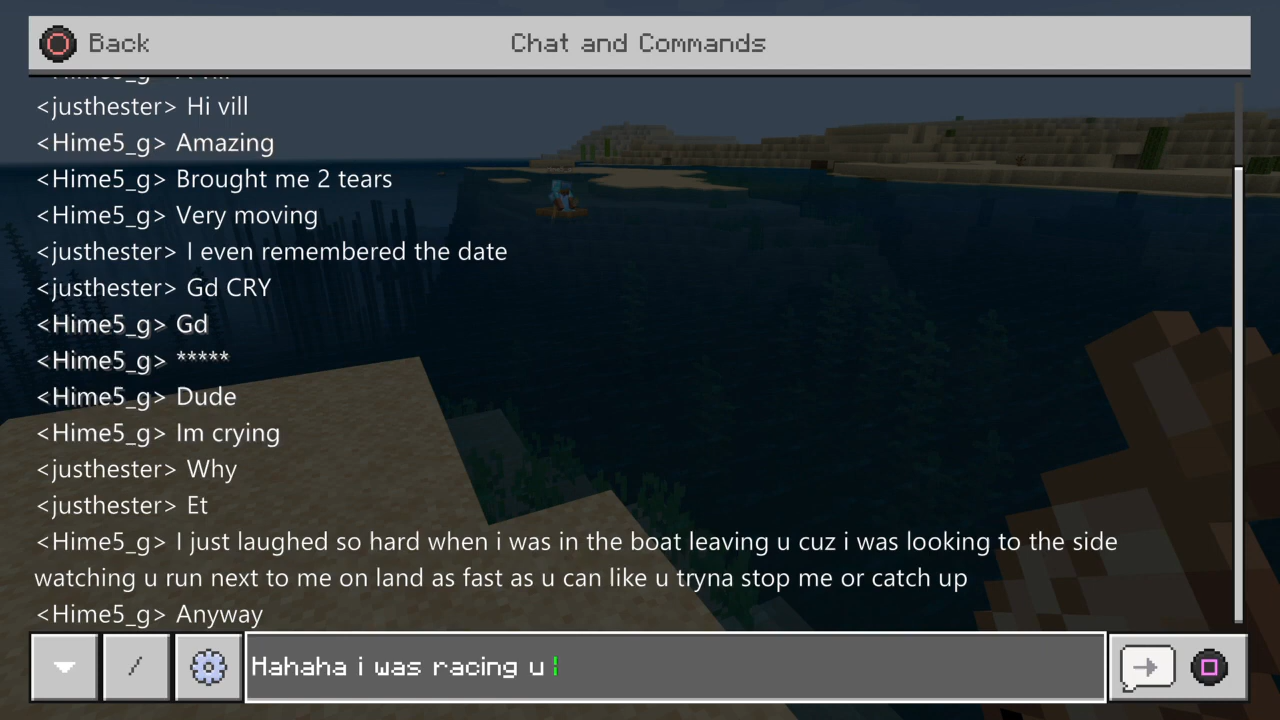 Back
Chat and Commands
<justhester> Hi vill
<Hime5_g> Amazing
<Hime5_g> Brought me 2 tears
<Hime5_g> Very moving
<justhester> I even remembered the date
<justhester> Gd CRY
<Hime5_g> Gd
<Hime5_g> *****
<Hime5_g> Dude
<Hime5_g> Im crying
<justhester> Why
<justhester> Et
<Hime5_g> I just laughed so hard when i was in the boat leaving u cuz i was looking to the side
watching u run next to me on land as fast as u can like u tryna stop me or catch up
<Hime5_g> Anyway
/
Hahaha i was racing u